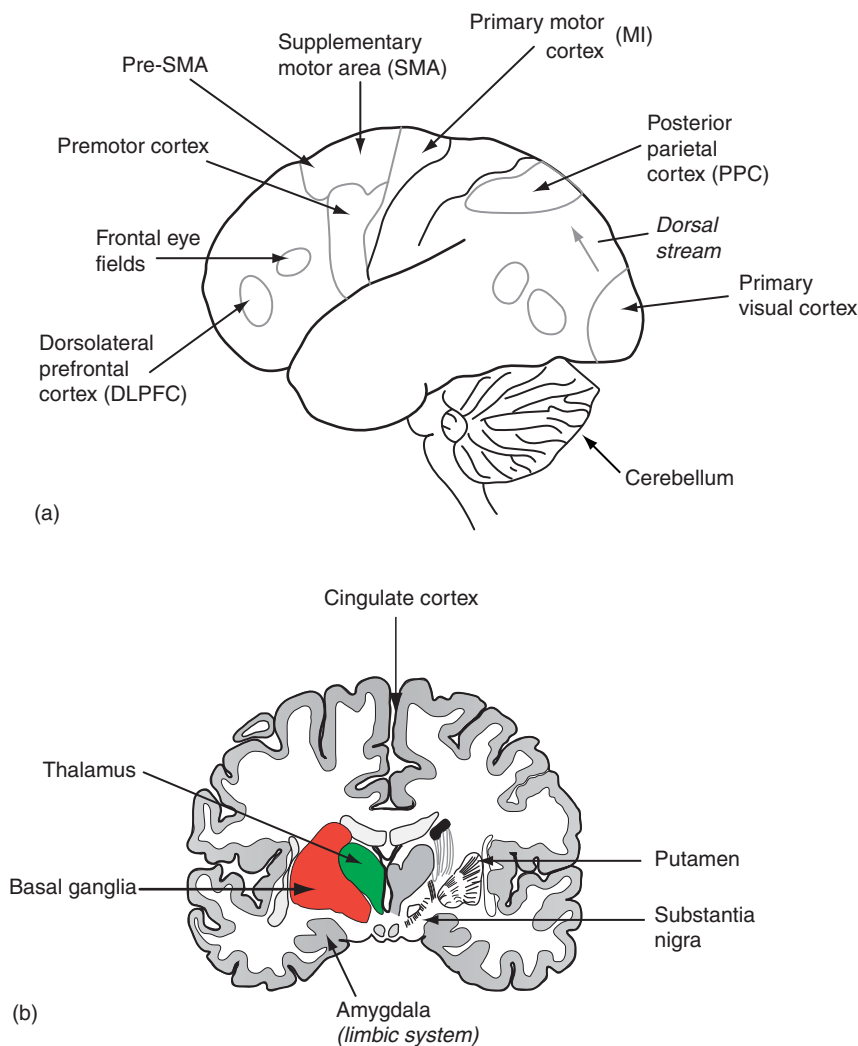 Supplementary
motor area (SMA)
Primary motor
cortex
(MI)
Pre-SMA
Premotor cortex
Posterior
parietal
cortex (PPC)
Frontal eye
fields
Dorsal
stream
Primary
visual cortex
Dorsolateral
prefrontal
cortex (DLPFC)
Cerebellum
(a)
Cingulate cortex
Thalamus
Basal ganglia
Putamen
Substantia
nigra
Amygdala
(limbic system)
(b)